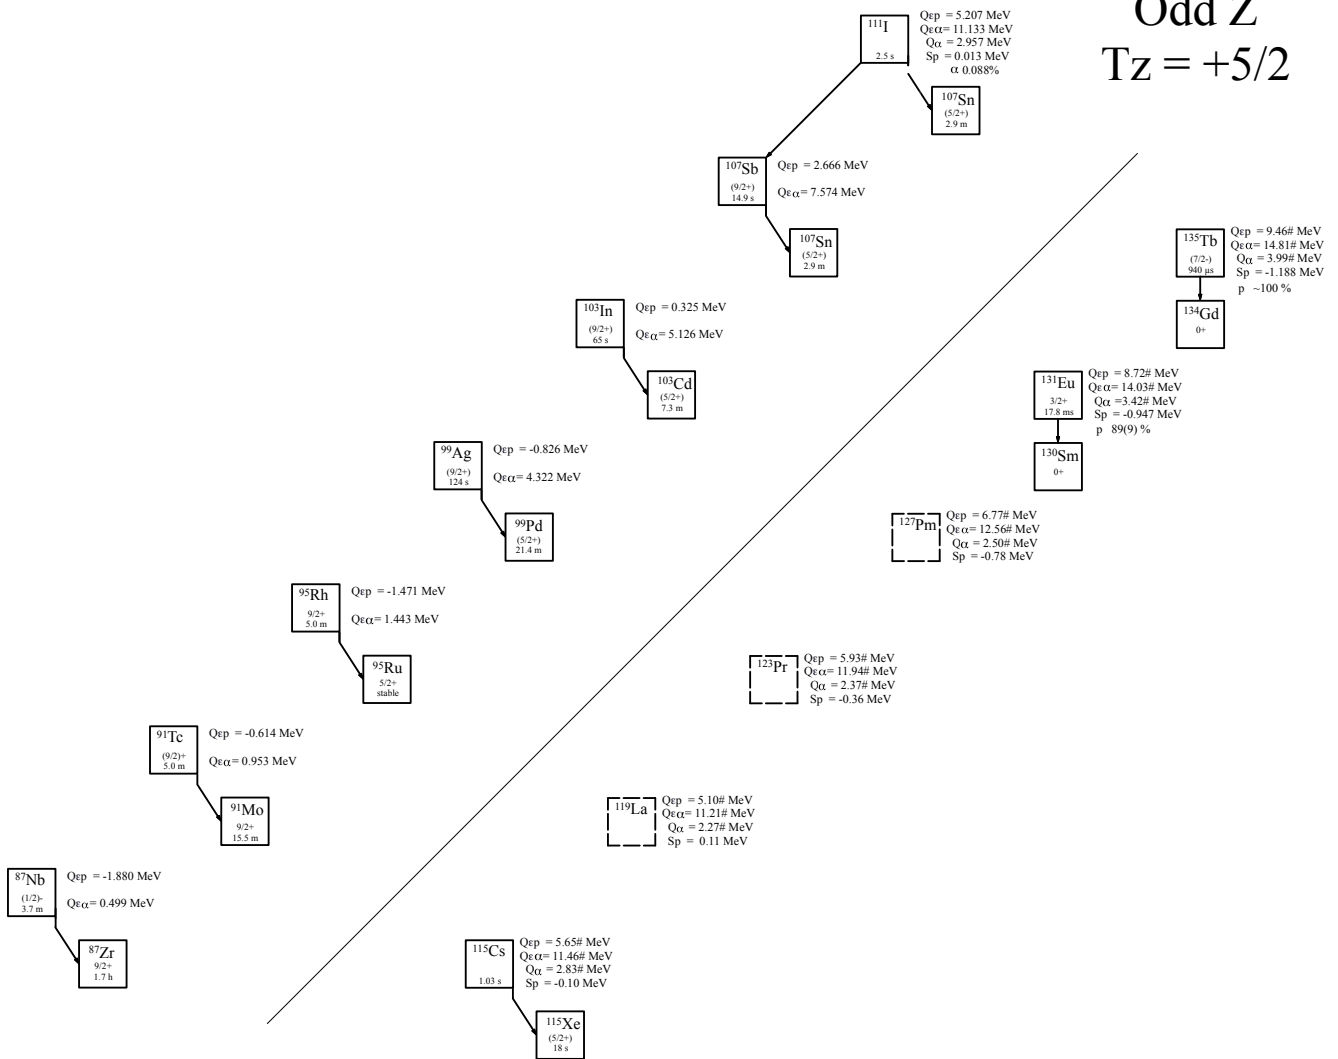 Odd Z
Tz = +5/2
111I
2.5 s
Qεp = 5.207 MeV
Qεα= 11.133 MeV
Qα = 2.957 MeV
Sp = 0.013 MeV
α 0.088%
107Sn
(5/2+)
2.9 m
107Sb
(9/2+)
14.9 s
Qεp = 2.666 MeV
Qεα= 7.574 MeV
107Sn
(5/2+)
2.9 m
135Tb
(7/2-)
940 μs
Qεp = 9.46# MeV
Qεα= 14.81# MeV
Qα = 3.99# MeV
Sp = -1.188 MeV
p ~100 %
134Gd
0+
103In
(9/2+)
65 s
Qεp = 0.325 MeV
Qεα= 5.126 MeV
103Cd
(5/2+)
7.3 m
131Eu
3/2+
17.8 ms
Qεp = 8.72# MeV
Qεα= 14.03# MeV
Qα = 3.42# MeV
Sp = -0.947 MeV
p 89(9) %
130Sm
0+
99Ag
(9/2+)
124 s
Qεp = -0.826 MeV
Qεα= 4.322 MeV
99Pd
(5/2+)
21.4 m
127Pm
Qεp = 6.77# MeV
Qεα= 12.56# MeV
Qα = 2.50# MeV
Sp = -0.78 MeV
95Rh
9/2+
5.0 m
Qεp = -1.471 MeV
Qεα= 1.443 MeV
95Ru
5/2+
stable
123Pr
Qεp = 5.93# MeV
Qεα= 11.94# MeV
Qα = 2.37# MeV
Sp = -0.36 MeV
91Tc
(9/2)+
5.0 m
Qεp = -0.614 MeV
Qεα= 0.953 MeV
91Mo
9/2+
15.5 m
119La
Qεp = 5.10# MeV
Qεα= 11.21# MeV
Qα = 2.27# MeV
Sp = 0.11 MeV
87Nb
(1/2)-
3.7 m
Qεp = -1.880 MeV
Qεα= 0.499 MeV
87Zr
9/2+
1.7 h
115Cs
1.03 s
Qεp = 5.65# MeV
Qεα= 11.46# MeV
Qα = 2.83# MeV
Sp = -0.10 MeV
115Xe
(5/2+)
18 s